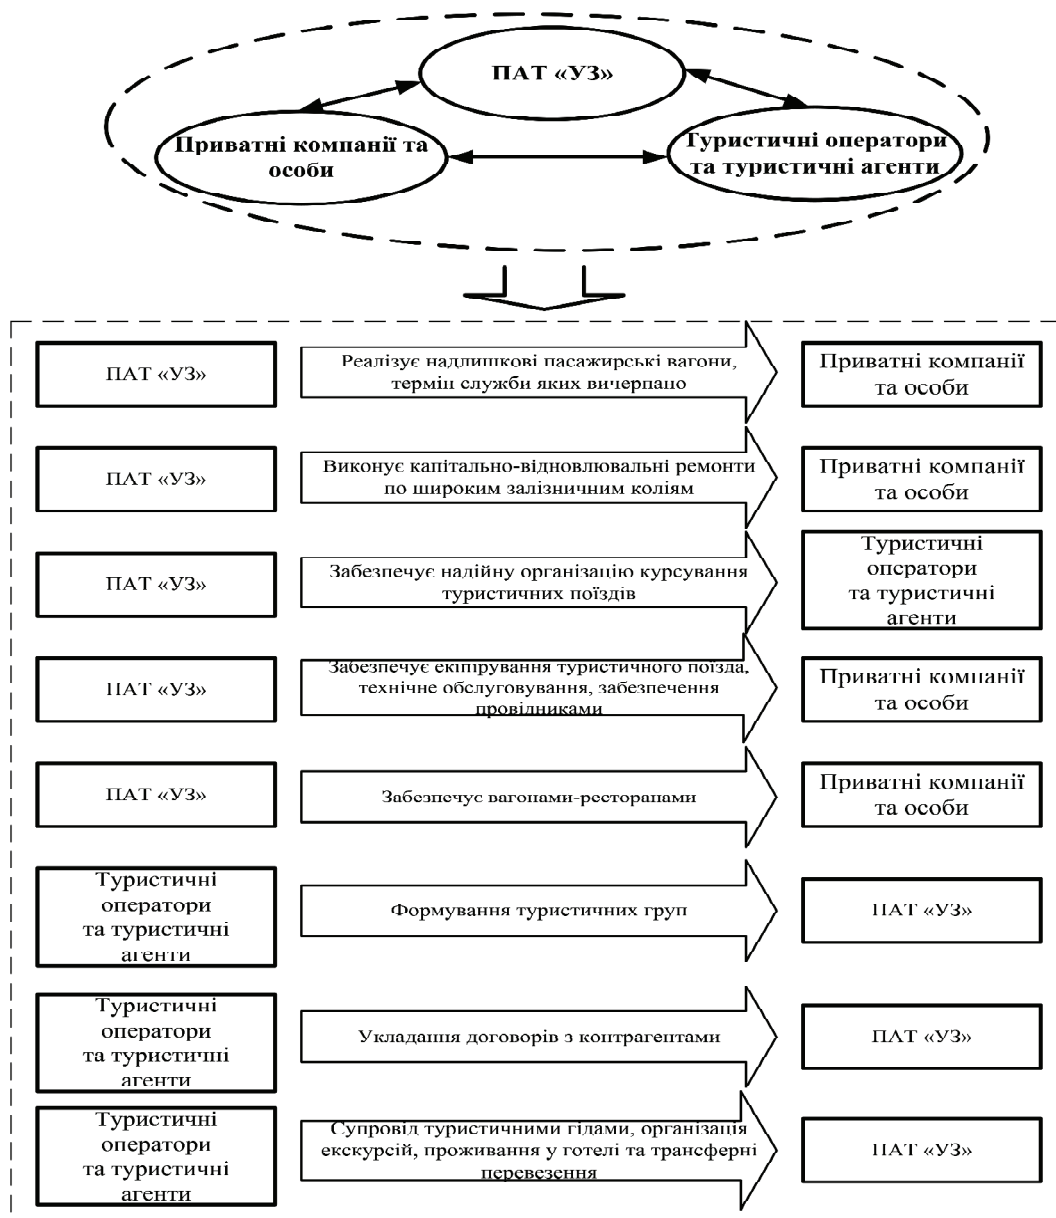 ПАТ «УЗ»
Приватні компанії та
особи
Туристичні оператори
та туристичні агенти
ПАТ «УЗ»
Реалізує надлишкові пасажирські вагони,
термін служби яких вичерпано
Приватні компанії
та особи
ПАТ «УЗ»
Виконує капітально-відновлювальні ремонти
по широким залізничним коліям
Приватні компанії
та особи
ПАТ «УЗ»
Забезпечує надійну організацію курсування
туристичних поїздів
Туристичні
оператори
та туристичні
агенти
ПАТ «УЗ»
Забезпечує екіпірування туристичного поїзда,
технічне обслуговування, забезпечення
провідниками
Приватні компанії
та особи
ПАТ «УЗ»
Забезпечує вагонами-ресторанами
Приватні компанії
та особи
Туристичні
оператори
та туристичні
агенти
Формування туристичних груп
ПАТ «УЗ»
Туристичні
оператори
та туристичні
агенти
Укладання договорів з контрагентами
ПАТ «УЗ»
Туристичні
оператори
та туристичні
агенти
Супровід туристичними гідами, організація
екскурсій, проживання у готелі та трансферні
перевезення
ПАТ «УЗ»